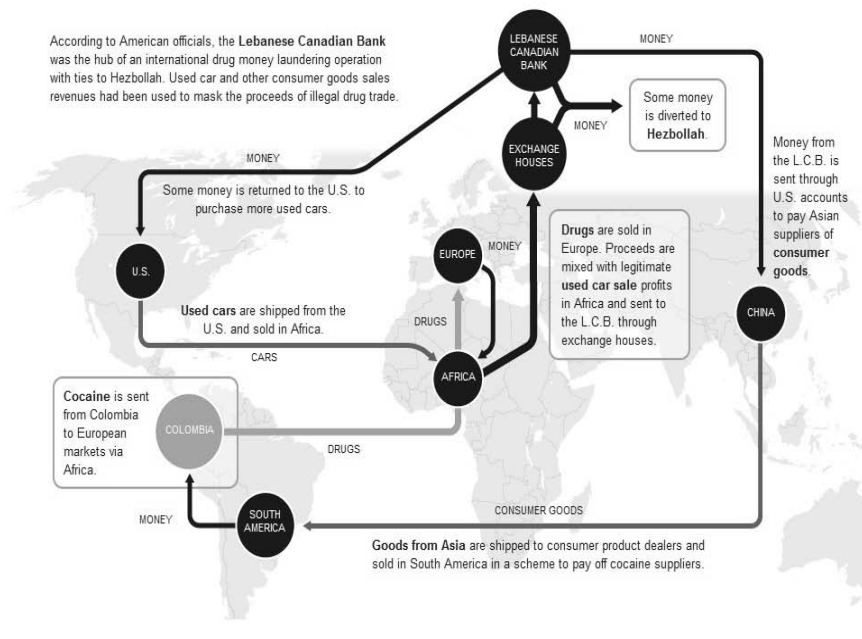 According to American officials, the Lebanese Canadian Bank
was the hub of an international drug money laundering operation
with ties to Hezbollah. Used car and other consumer goods sales
revenues had been used to mask the proceeds of illegal drug trade.
LEBANESE
CANADIAN
BANK
MONEY
Some money
is diverted to
Hezbollah.
MONEY
EXCHANGE
HOUSES
Money from
the L.C.B. is
sent through
U.S. accounts
to pay Asian
suppliers of
consumer
goods.
MONEY
Some money is returned to the U.S. to
purchase more used cars.
U.S.
EUROPE
MONEY
Drugs are sold in
Europe. Proceeds are
mixed with legitimate
used car sale profits
in Africa and sent to
the L.C.B. through
exchange houses.
CHINA
Used cars are shipped from the
U.S. and sold in Africa.
DRUGS
CARS
AFRICA
Cocaine is sent
from Colombia
to European
markets via
Africa.
COLOMBIA
DRUGS
MONEY
SOUTH
AMERICA
CONSUMER GOODS
Goods from Asia are shipped to consumer product dealers and
sold in South America in a scheme to pay off cocaine suppliers.